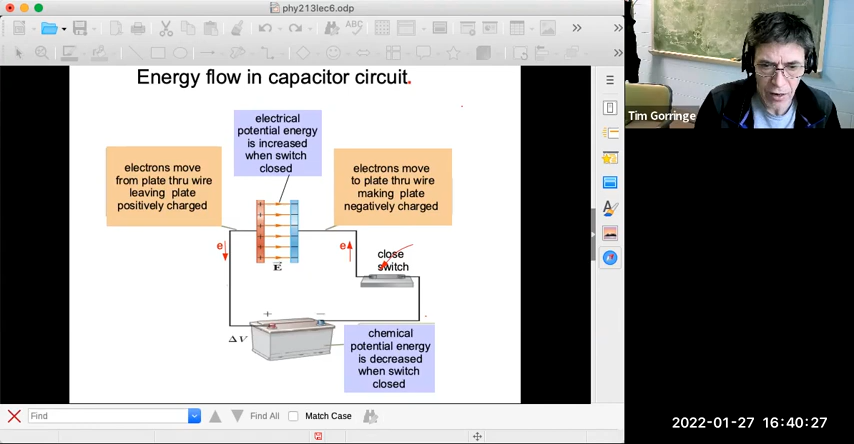 phy213lec6.odp
ABC
Energy flow in capacitor circuit.
electrical
potential energy
is increased
when switch
closed
electrons move
from plate thru wire
leaving plate
positively charged
electrons move
to plate thru wire
making plate
negatively charged
e
e
E
close
switch
+ −
ΔV
chemical
potential energy
is decreased
when switch
closed
Find
Find All
Match Case
Tim Gorringe
2022-01-27 16:40:27